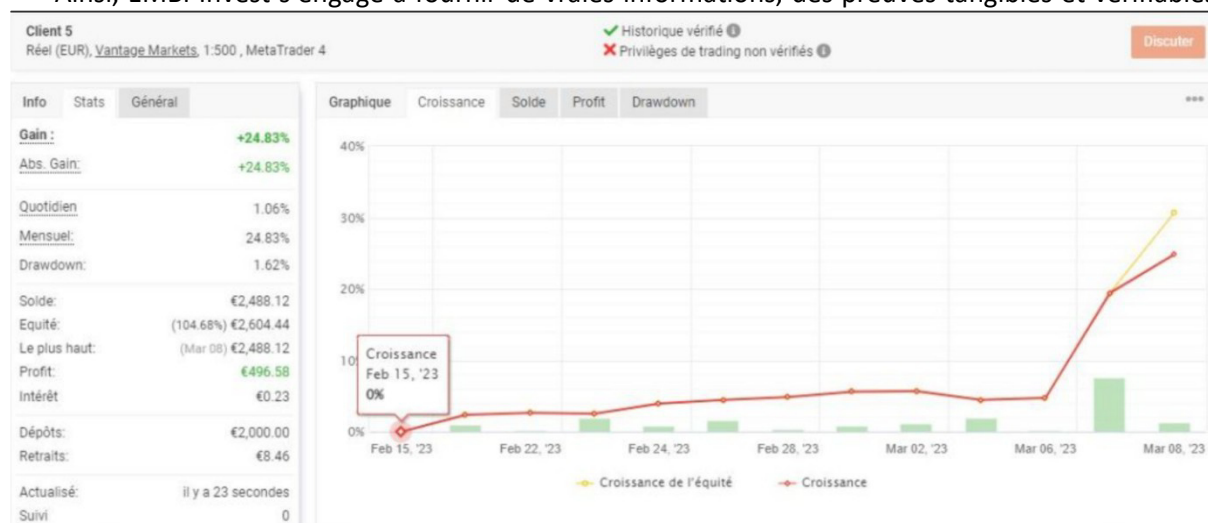 Ainsi, LMBF Invest s'engage à fournir de vraies informations, des preuves tangibles et vérifiables
Client 5
Réel (EUR), Vantage Markets, 1:500 , MetaTrader 4
Historique vérifié
Privilèges de trading non vérifiés
Discuter
Info Stats Général
Gain : +24.83%
Abs. Gain: +24.83%
Quotidien 1.06%
Mensuel: 24.83%
Drawdown: 1.62%
Solde: €2,488.12
Equité: (104.68%) €2,604.44
Le plus haut: (Mar 08) €2,488.12
Profit: €496.58
Intérêt €0.23
Dépôts: €2,000.00
Retraits: €8.46
Actualisé: il y a 23 secondes
Suivi 0
Graphique Croissance Solde Profit Drawdown
40%
30%
20%
10
0%
Croissance
Feb 15, '23
0%
Feb 15, '23 Feb 22, '23 Feb 24, '23 Feb 28, '23 Mar 02, '23 Mar 06, '23 Mar 08, '23
Croissance de l'équité Croissance